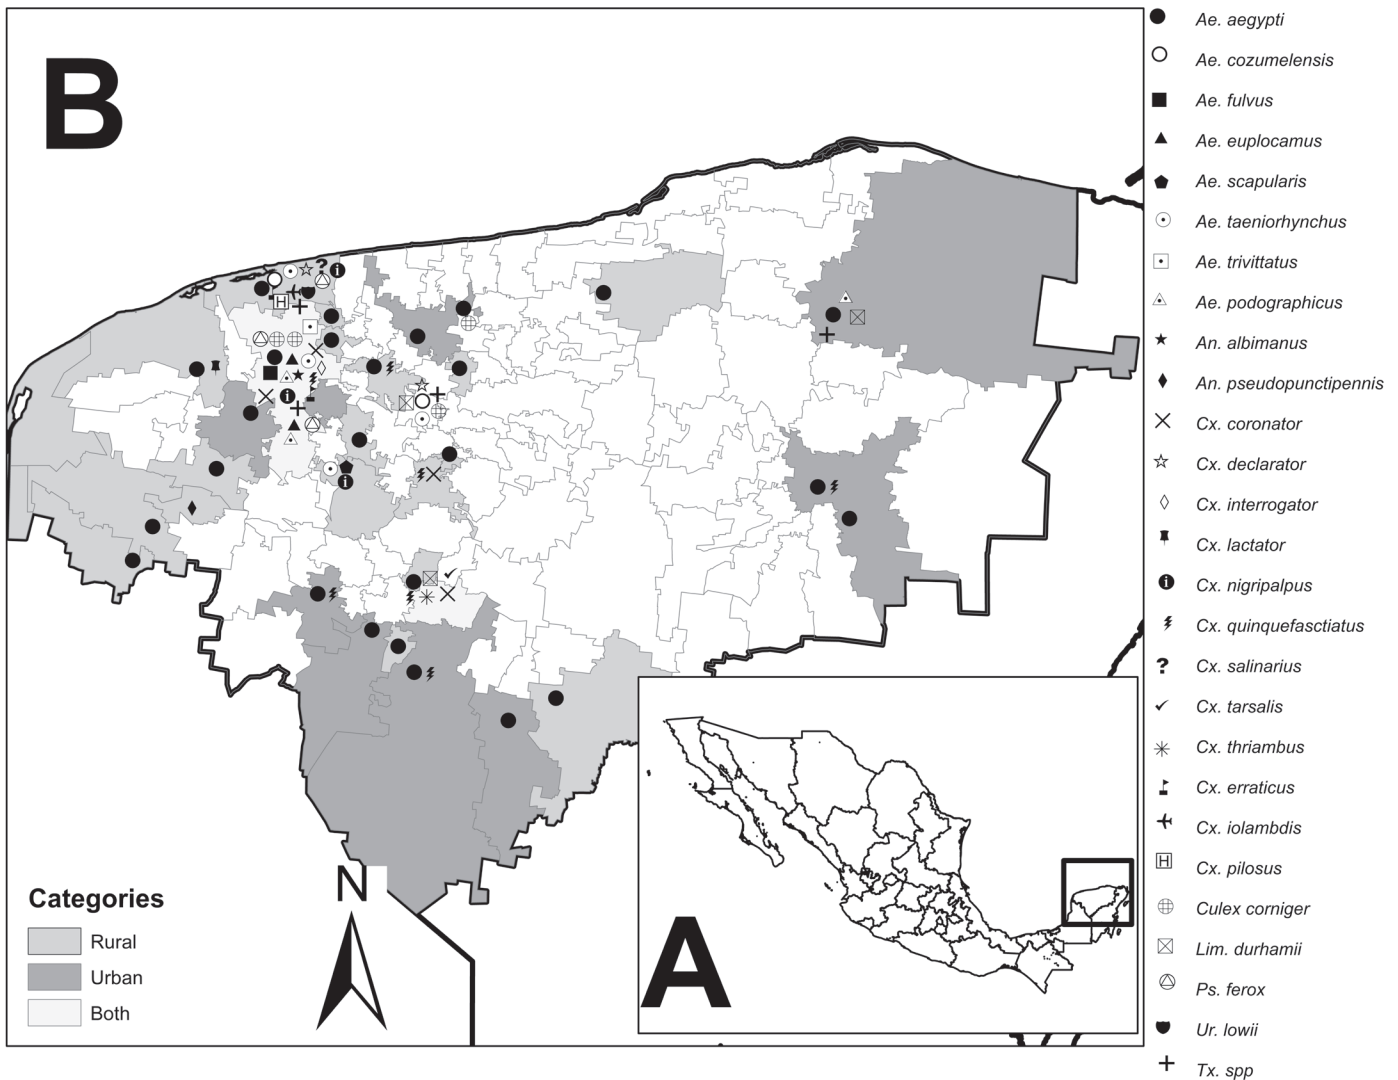 B
Ae. aegypti
Ae. cozumelensis
Ae. fulvus
Ae. euplocamus
Ae. scapularis
Ae. taeniorhynchus
Ae. trivittatus
Ae. podographicus
An. albimanus
An. pseudopunctipennis
Cx. coronator
Cx. declarator
Cx. interrogator
Cx. lactator
Cx. nigripalpus
Cx. quinquefasctiatus
Cx. salinarius
Cx. tarsalis
Cx. thriambus
Cx. erraticus
Cx. iolambdis
Cx. pilosus
Culex corniger
Lim. durhamii
Ps. ferox
Ur. lowii
Tx. spp
Categories
Rural
Urban
Both
N
A